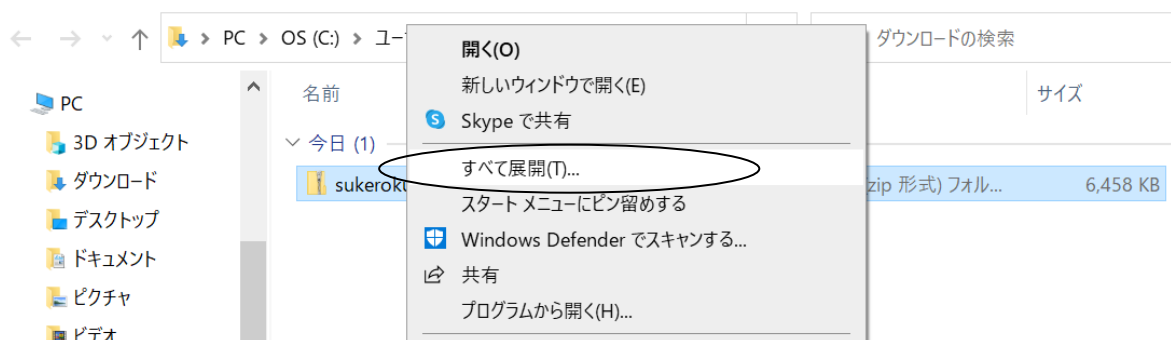 PC > OS (C:) > ユー
ダウンロードの検索
PC
3D オブジェクト
ダウンロード
デスクトップ
ドキュメント
ピクチャ
ビデオ
名前
サイズ
今日 (1)
sukeroku
zip 形式) フォル...
6,458 KB
開く(O)
新しいウィンドウで開く(E)
Skype で共有
すべて展開(T)...
スタート メニューにピン留めする
Windows Defender でスキャンする...
共有
プログラムから開く(H)...